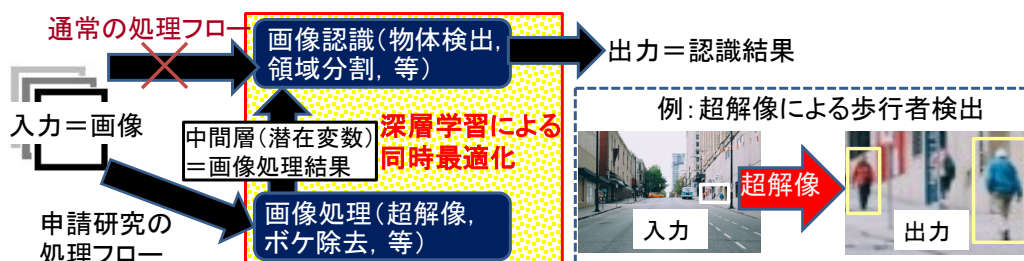 通常の処理フロー
画像認識(物体検出,
領域分割, 等)
出力=認識結果
入力=画像
中間層(潜在変数)
=画像処理結果
深層学習による
同時最適化
申請研究の
処理フロー
画像処理(超解像,
ボケ除去, 等)
例:超解像による歩行者検出
入力
超解像
出力